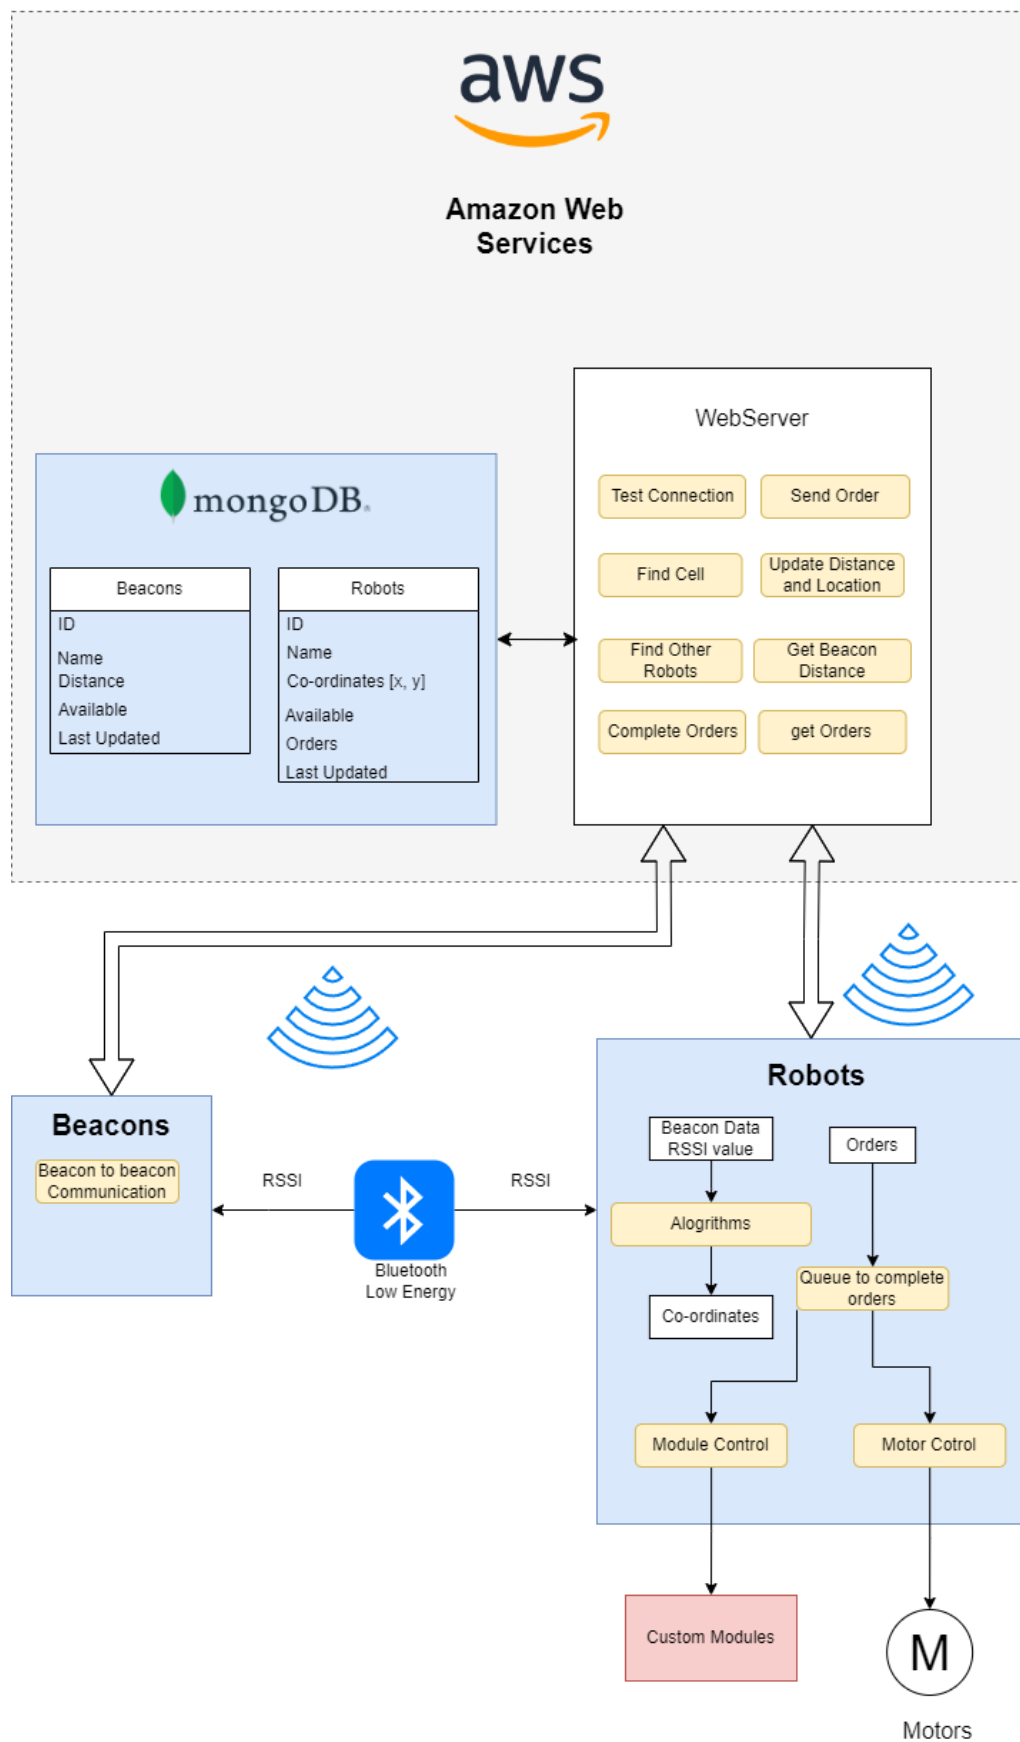 aws
Amazon Web
Services
WebServer
Test Connection
Send Order
Find Cell
Update Distance
and Location
Find Other
Robots
Get Beacon
Distance
Complete Orders
get Orders
mongoDB®
Beacons
ID
Name
Distance
Available
Last Updated
Robots
ID
Name
Co-ordinates [x, y]
Available
Orders
Last Updated
Beacons
Beacon to beacon
Communication
RSSI
RSSI
Bluetooth
Low Energy
Robots
Beacon Data
RSSI value
Orders
Alogrithms
Queue to complete
orders
Co-ordinates
Module Control
Motor Cotrol
Custom Modules
M
Motors